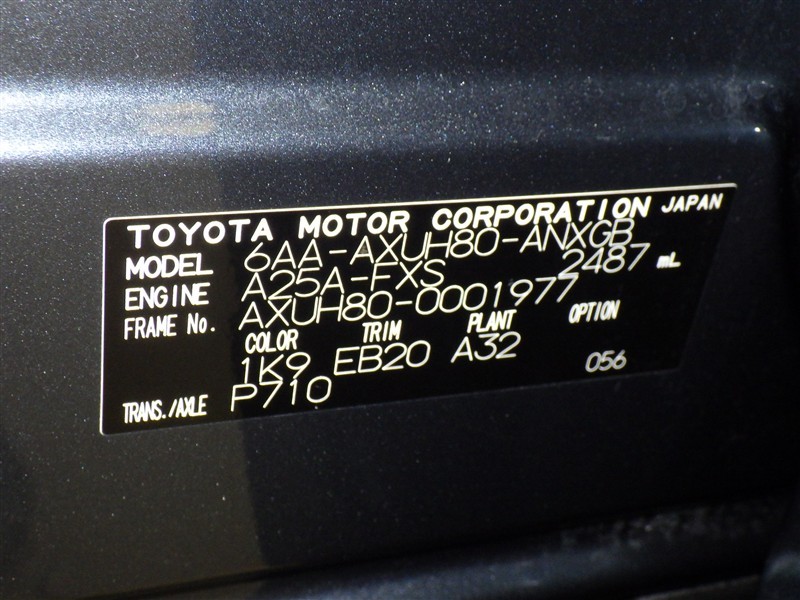 TOYOTA MOTOR CORPORATION JAPAN
MODEL 6AA-AXUH80-ANXGB
ENGINE A25A-FXS 2487 mL
FRAME No. AXUH80-0001977
COLOR TRIM PLANT OPTION
1K9 EB20 A32 056
TRANS./AXLE P710